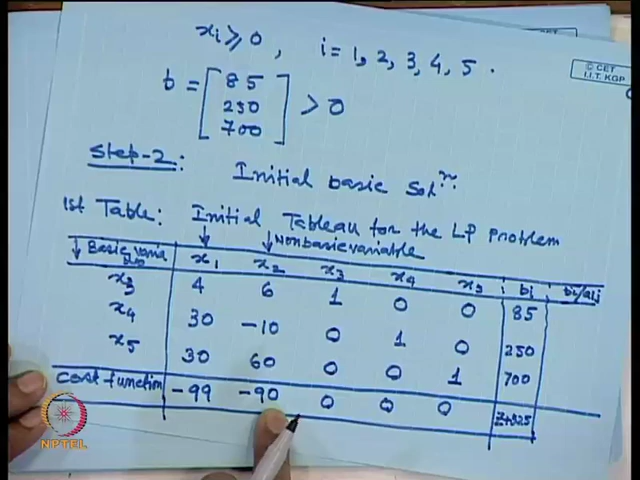 xi ≥ 0 , i = 1, 2, 3, 4, 5 .
© CET
I.I.T. KGP
b = [ 85
230
700 ] > 0
Step-2: Initial basic Solⁿ:
1st Table: Initial Tableau for the LP Problem
↓ ↓ Nonbasic variable
↓ Basic varia x1 x2 x3 x4 x5 bi bi/aij
x3 4 6 1 0 0 85
x4 30 -10 0 1 0 250
x5 30 60 0 0 1 700
Cost function -99 -90 0 0 0 Z+825
NPTEL